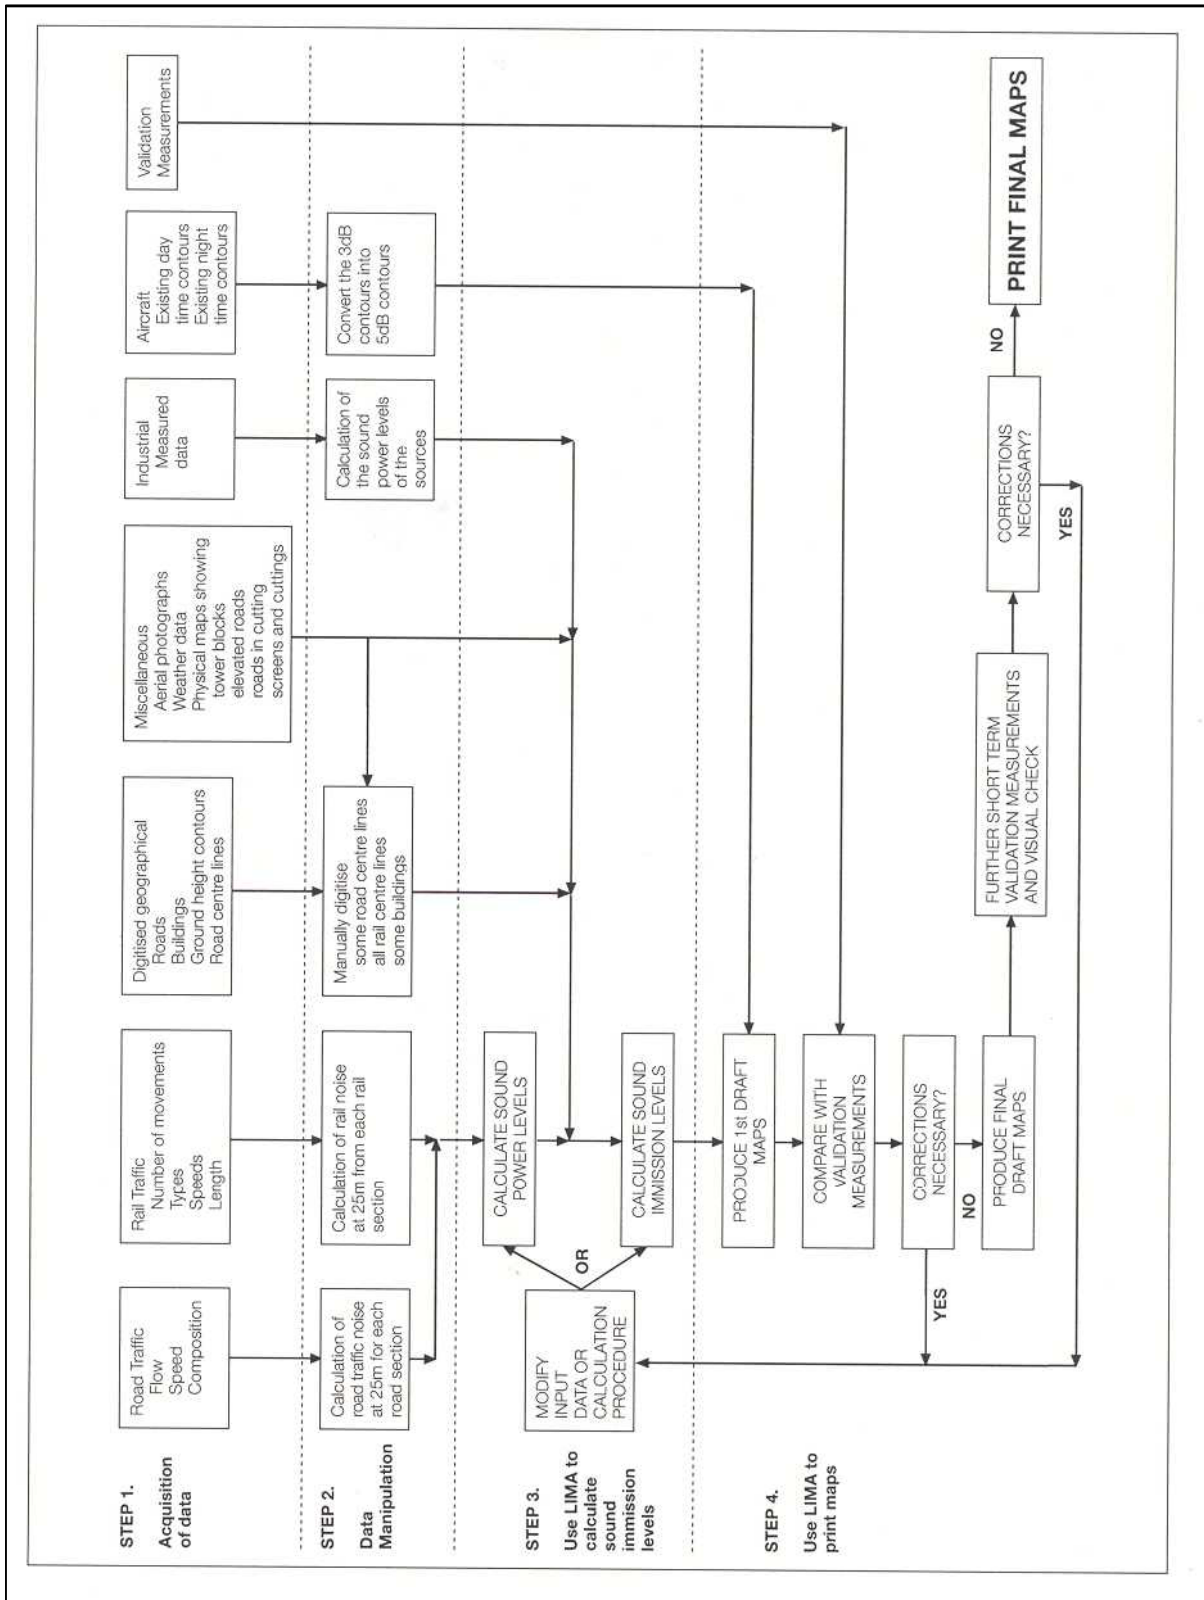 STEP 1.
Acquisition
of data
Road Traffic
Flow
Speed
Composition
Rail Traffic
Number of movements
Types
Speeds
Length
Digitised geographical
Roads
Buildings
Ground height contours
Road centre lines
Miscellaneous
Aerial photographs
Weather data
Physical maps showing
tower blocks
elevated roads
roads in cutting
screens and cuttings
Industrial
Measured
data
Aircraft
Existing day
time contours
Existing night
time contours
Validation
Measurements
STEP 2.
Data
Manipulation
Calculation of
road traffic noise
at 25m for each
road section
Calculation of rail noise
at 25m from each rail
section
Manually digitise
some road centre lines
all rail centre lines
some buildings
Calculation of
the sound
power levels
of the
sources
Convert the 3dB
contours into
5dB contours
STEP 3.
Use LIMA to
calculate
sound
immission
levels
MODIFY
INPUT
DATA OR
CALCULATION
PROCEDURE
OR
CALCULATE SOUND
POWER LEVELS
CALCULATE SOUND
IMMISSION LEVELS
STEP 4.
Use LIMA to
print maps
PRODUCE 1st DRAFT
MAPS
COMPARE WITH
VALIDATION
MEASUREMENTS
CORRECTIONS
NECESSARY?
YES
NO
PRODUCE FINAL
DRAFT MAPS
FURTHER SHORT TERM
VALIDATION MEASUREMENTS
AND VISUAL CHECK
CORRECTIONS
NECESSARY?
YES
NO
PRINT FINAL MAPS